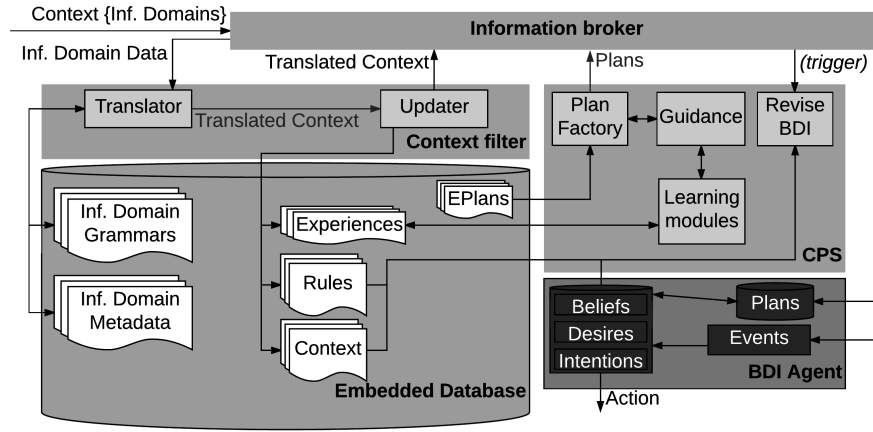 Context {Inf. Domains}
Information broker
Inf. Domain Data
Translated Context
Plans
(trigger)
Translator
Translated Context
Updater
Context filter
Plan
Factory
Guidance
Revise
BDI
Learning
modules
CPS
EPlans
Inf. Domain
Grammars
Experiences
Rules
Inf. Domain
Metadata
Context
Embedded Database
Beliefs
Desires
Intentions
Plans
Events
BDI Agent
Action